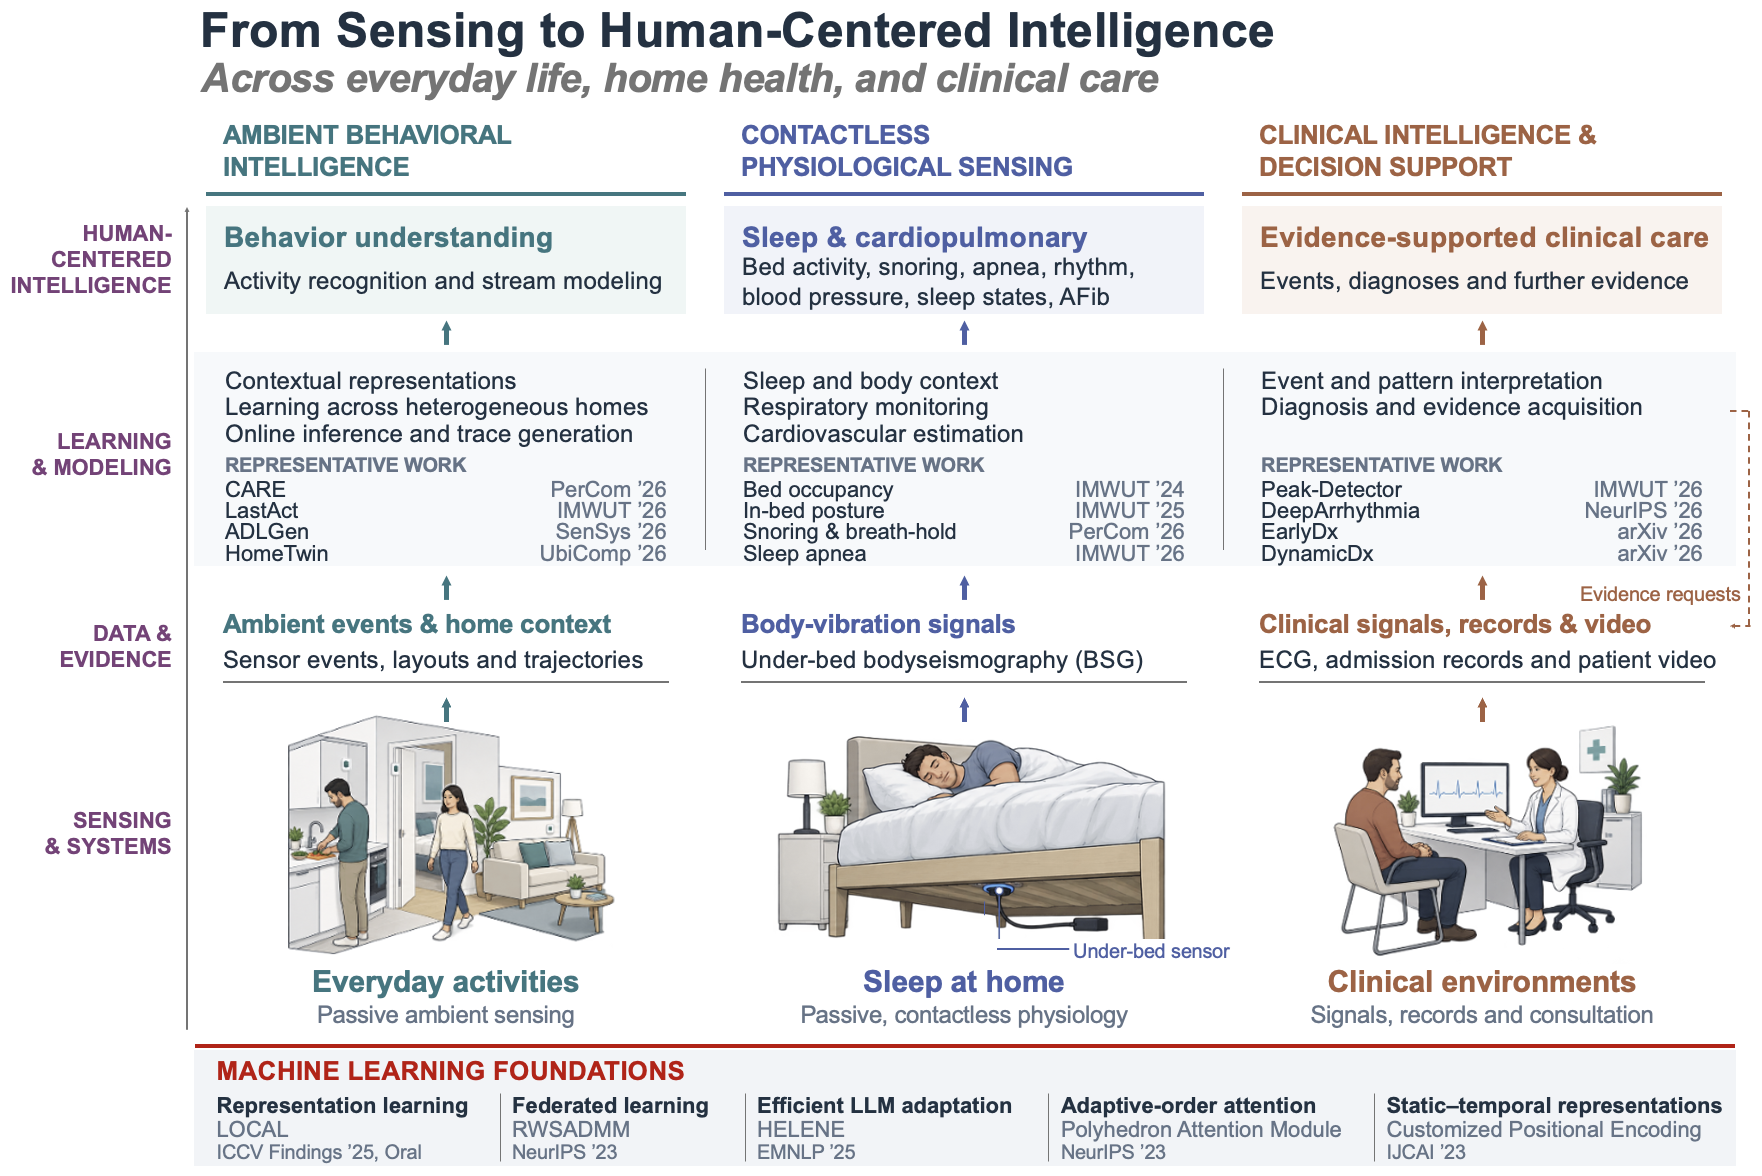 From Sensing to Human-Centered Intelligence
Across everyday life, home health, and clinical care
AMBIENT BEHAVIORAL
INTELLIGENCE
CONTACTLESS
PHYSIOLOGICAL SENSING
CLINICAL INTELLIGENCE &
DECISION SUPPORT
HUMAN-
CENTERED
INTELLIGENCE
Behavior understanding
Activity recognition and stream modeling
Sleep & cardiopulmonary
Bed activity, snoring, apnea, rhythm,
blood pressure, sleep states, AFib
Evidence-supported clinical care
Events, diagnoses and further evidence
LEARNING
& MODELING
Contextual representations
Learning across heterogeneous homes
Online inference and trace generation
REPRESENTATIVE WORK
CARE PerCom ’26
LastAct IMWUT ’26
ADLGen SenSys ’26
HomeTwin UbiComp ’26
Sleep and body context
Respiratory monitoring
Cardiovascular estimation
REPRESENTATIVE WORK
Bed occupancy IMWUT ’24
In-bed posture IMWUT ’25
Snoring & breath-hold PerCom ’26
Sleep apnea IMWUT ’26
Event and pattern interpretation
Diagnosis and evidence acquisition
REPRESENTATIVE WORK
Peak-Detector IMWUT ’26
DeepArrhythmia NeurIPS ’26
EarlyDx arXiv ’26
DynamicDx arXiv ’26
Evidence requests
DATA &
EVIDENCE
Ambient events & home context
Sensor events, layouts and trajectories
Body-vibration signals
Under-bed bodyseismography (BSG)
Clinical signals, records & video
ECG, admission records and patient video
SENSING
& SYSTEMS
Under-bed sensor
Everyday activities
Passive ambient sensing
Sleep at home
Passive, contactless physiology
Clinical environments
Signals, records and consultation
MACHINE LEARNING FOUNDATIONS
Representation learning
LOCAL
ICCV Findings ’25, Oral
Federated learning
RWSADMM
NeurIPS ’23
Efficient LLM adaptation
HELENE
EMNLP ’25
Adaptive-order attention
Polyhedron Attention Module
NeurIPS ’23
Static–temporal representations
Customized Positional Encoding
IJCAI ’23